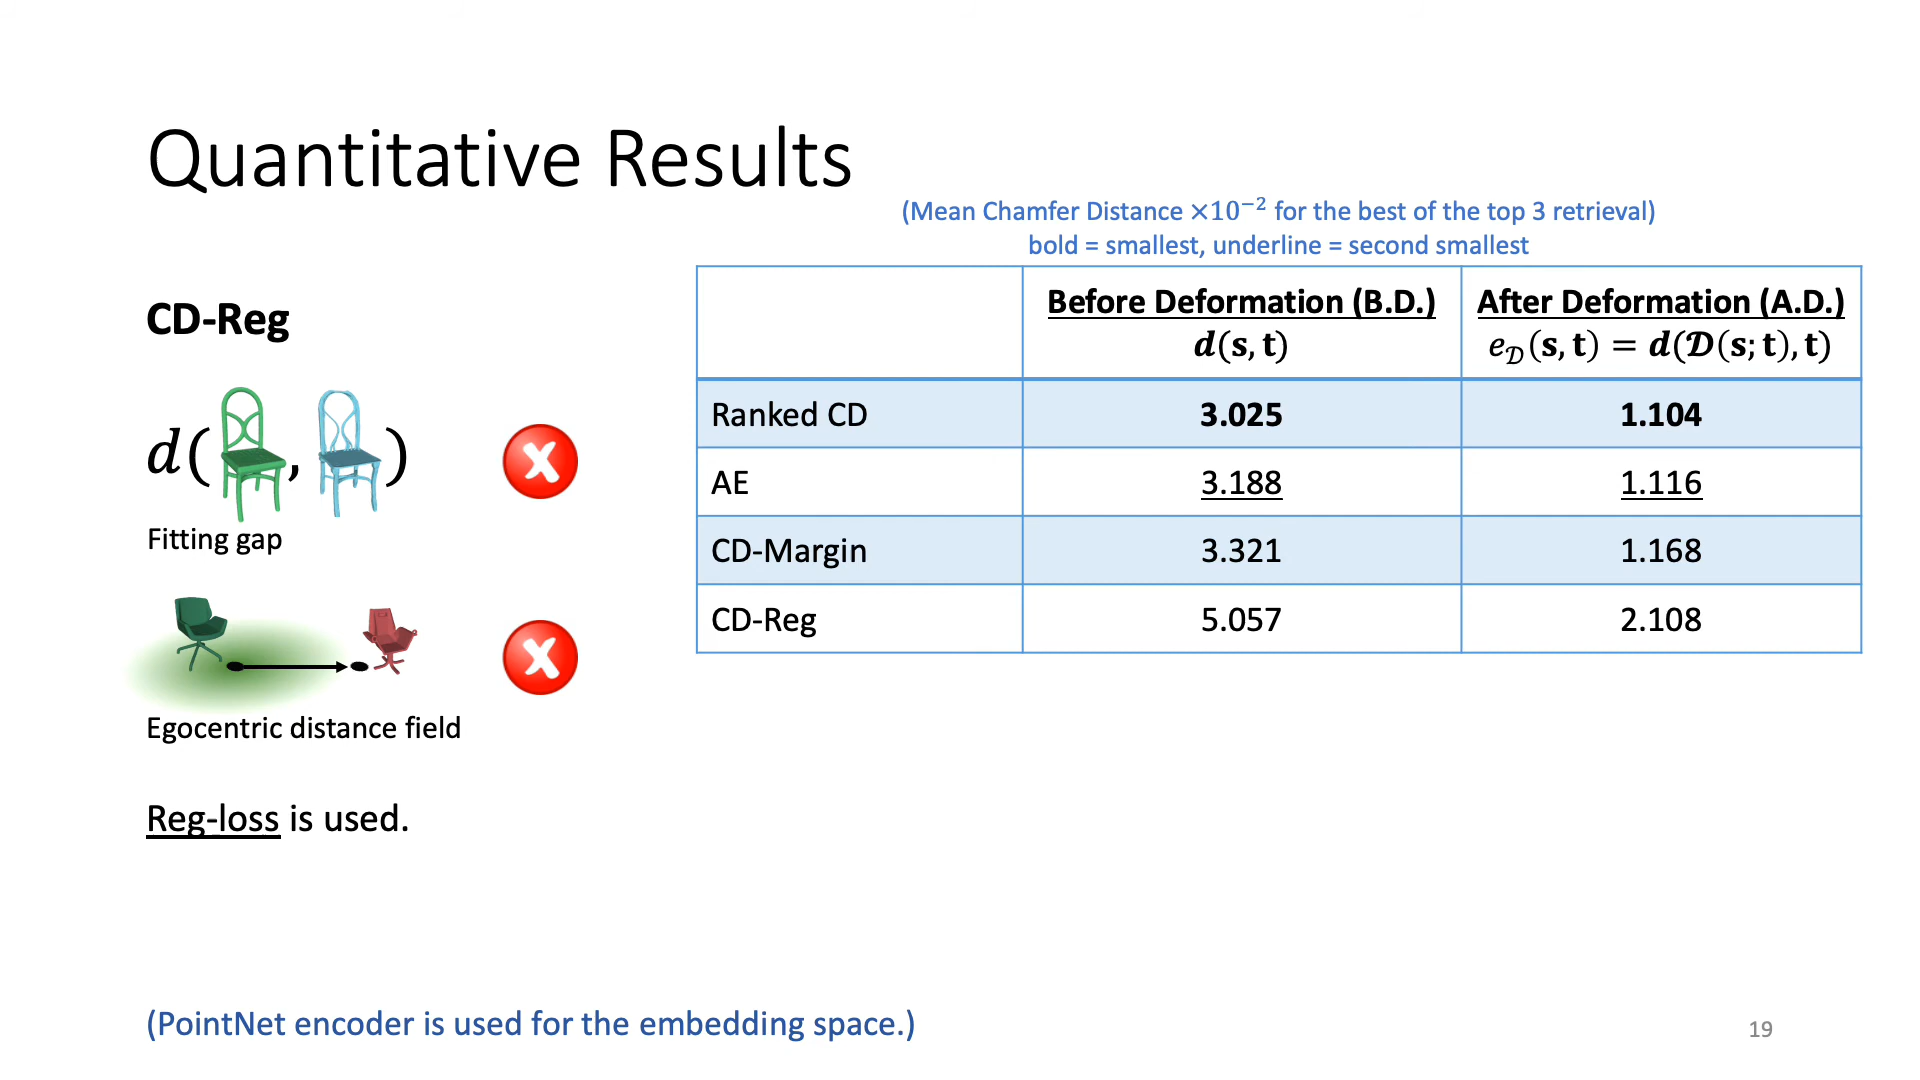 Quantitative Results
(Mean Chamfer Distance ×10⁻² for the best of the top 3 retrieval)
bold = smallest, underline = second smallest
CD-Reg
d( , )
Fitting gap
Egocentric distance field
Reg-loss is used.
Before Deformation (B.D.) After Deformation (A.D.)
d(s, t) e_𝒟(s, t) = d(𝒟(s; t), t)
Ranked CD 3.025 1.104
AE 3.188 1.116
CD-Margin 3.321 1.168
CD-Reg 5.057 2.108
(PointNet encoder is used for the embedding space.)
19